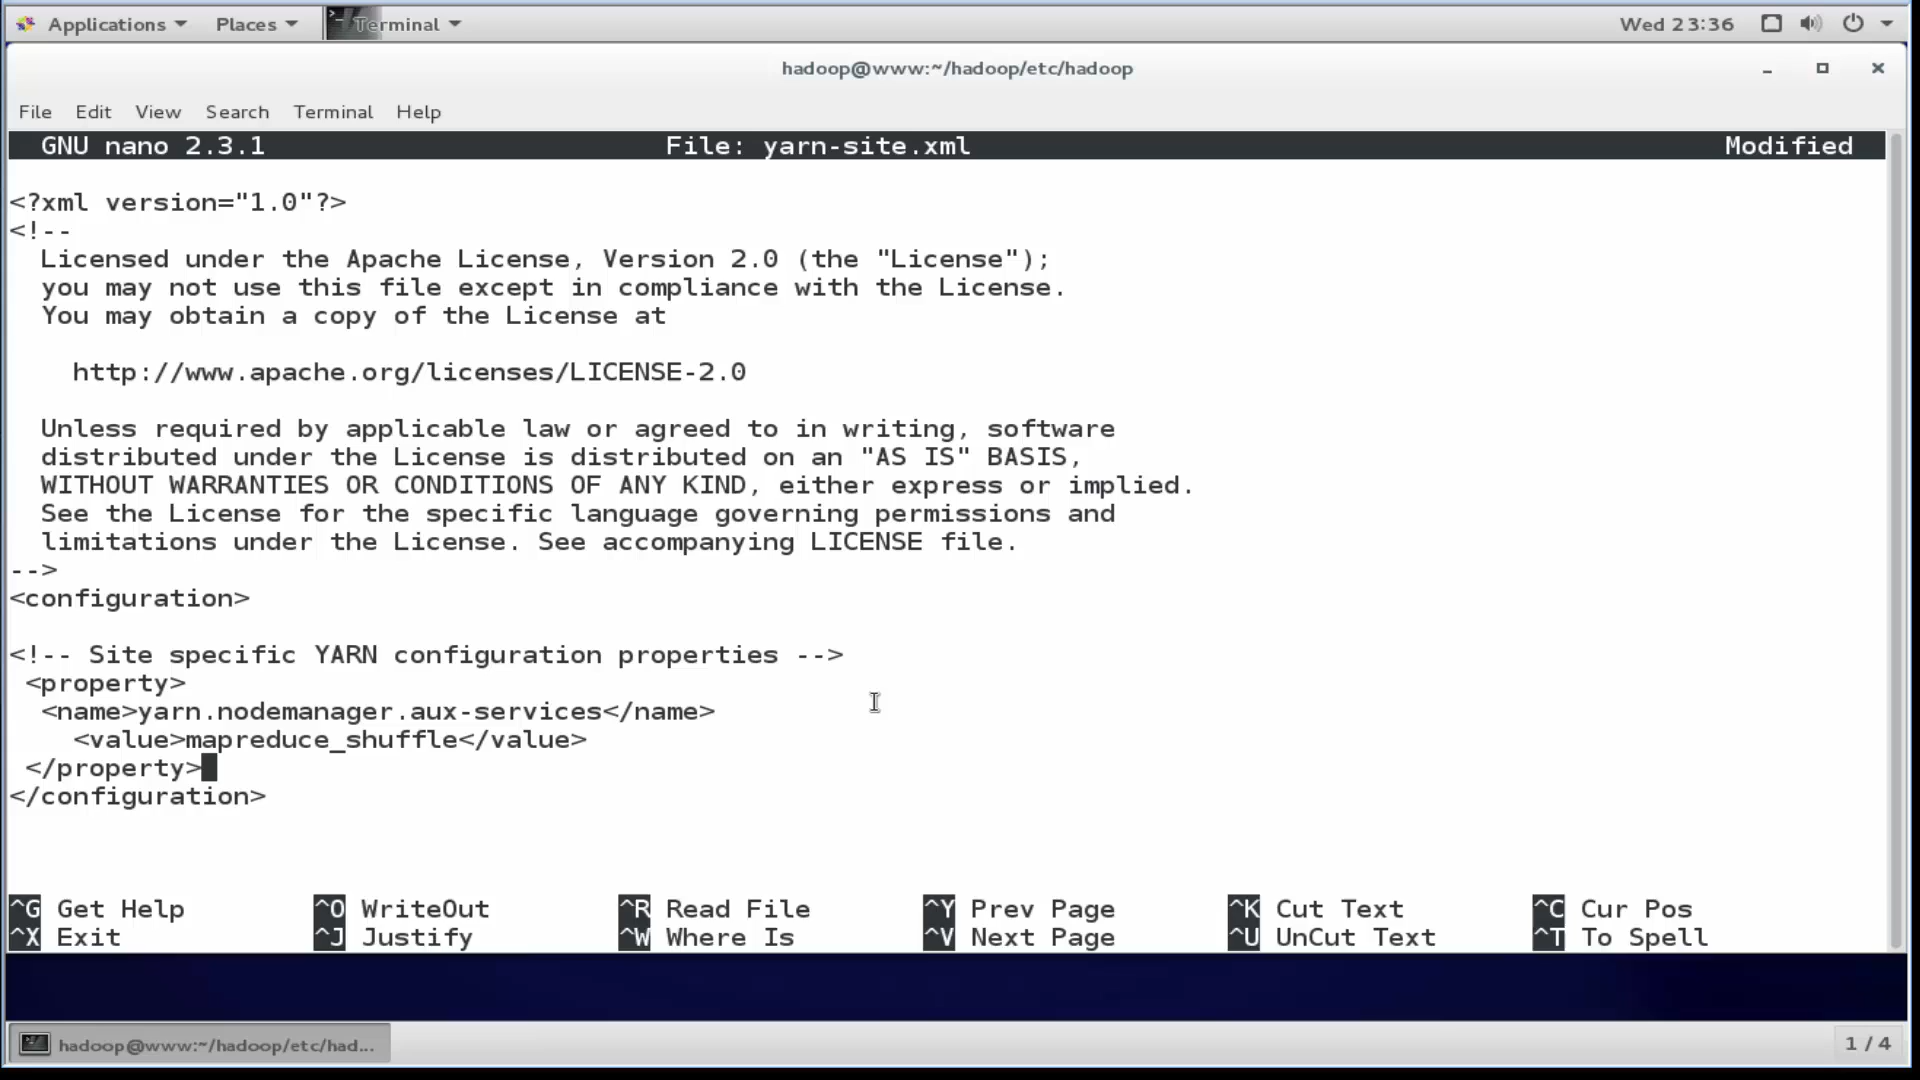 Applications Places Terminal Wed 23:36
hadoop@www:~/hadoop/etc/hadoop
File Edit View Search Terminal Help
GNU nano 2.3.1 File: yarn-site.xml Modified
<?xml version="1.0"?>
<!--
Licensed under the Apache License, Version 2.0 (the "License");
you may not use this file except in compliance with the License.
You may obtain a copy of the License at
http://www.apache.org/licenses/LICENSE-2.0
Unless required by applicable law or agreed to in writing, software
distributed under the License is distributed on an "AS IS" BASIS,
WITHOUT WARRANTIES OR CONDITIONS OF ANY KIND, either express or implied.
See the License for the specific language governing permissions and
limitations under the License. See accompanying LICENSE file.
-->
<configuration>
<!-- Site specific YARN configuration properties -->
<property>
<name>yarn.nodemanager.aux-services</name>
<value>mapreduce_shuffle</value>
</property>
</configuration>
^G Get Help ^O WriteOut ^R Read File ^Y Prev Page ^K Cut Text ^C Cur Pos
^X Exit ^J Justify ^W Where Is ^V Next Page ^U UnCut Text ^T To Spell
hadoop@www:~/hadoop/etc/had... 1 / 4